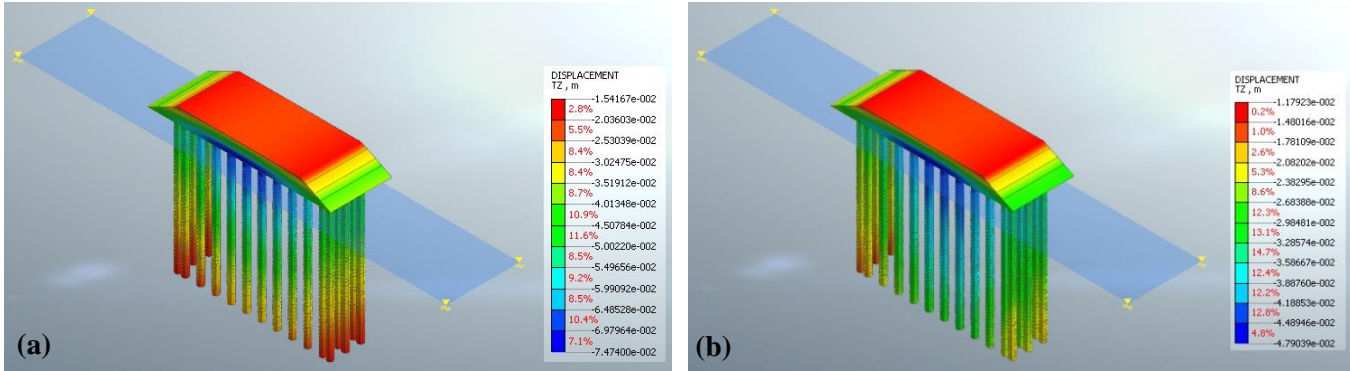 DISPLACEMENT
TZ , m
-1.54167e-002
2.8%
-2.03603e-002
5.5%
-2.53039e-002
8.4%
-3.02475e-002
8.4%
-3.51912e-002
8.7%
-4.01348e-002
10.9%
-4.50784e-002
11.6%
-5.00220e-002
8.5%
-5.49656e-002
9.2%
-5.99092e-002
8.5%
-6.48528e-002
10.4%
-6.97964e-002
7.1%
-7.47400e-002
(a)
DISPLACEMENT
TZ , m
-1.17923e-002
0.2%
-1.48016e-002
1.0%
-1.78109e-002
2.6%
-2.08202e-002
5.3%
-2.38295e-002
8.6%
-2.68388e-002
12.3%
-2.98481e-002
13.1%
-3.28574e-002
14.7%
-3.58667e-002
12.4%
-3.88760e-002
12.2%
-4.18853e-002
12.8%
-4.48946e-002
4.8%
-4.79039e-002
(b)